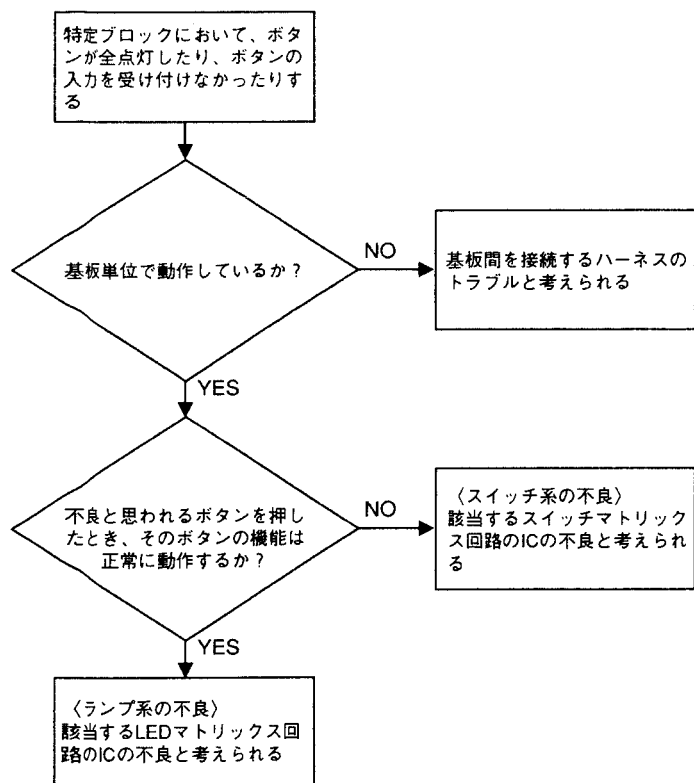 特定ブロックにおいて、ボタ
ンが全点灯したり、ボタンの
入力を受け付けなかったりす
る
基板単位で動作しているか？
NO
基板間を接続するハーネスの
トラブルと考えられる
YES
不良と思われるボタンを押し
たとき、そのボタンの機能は
正常に動作するか？
NO
〈スイッチ系の不良〉
該当するスイッチマトリック
ス回路のICの不良と考えられ
る
YES
〈ランプ系の不良〉
該当するLEDマトリックス回
路のICの不良と考えられる